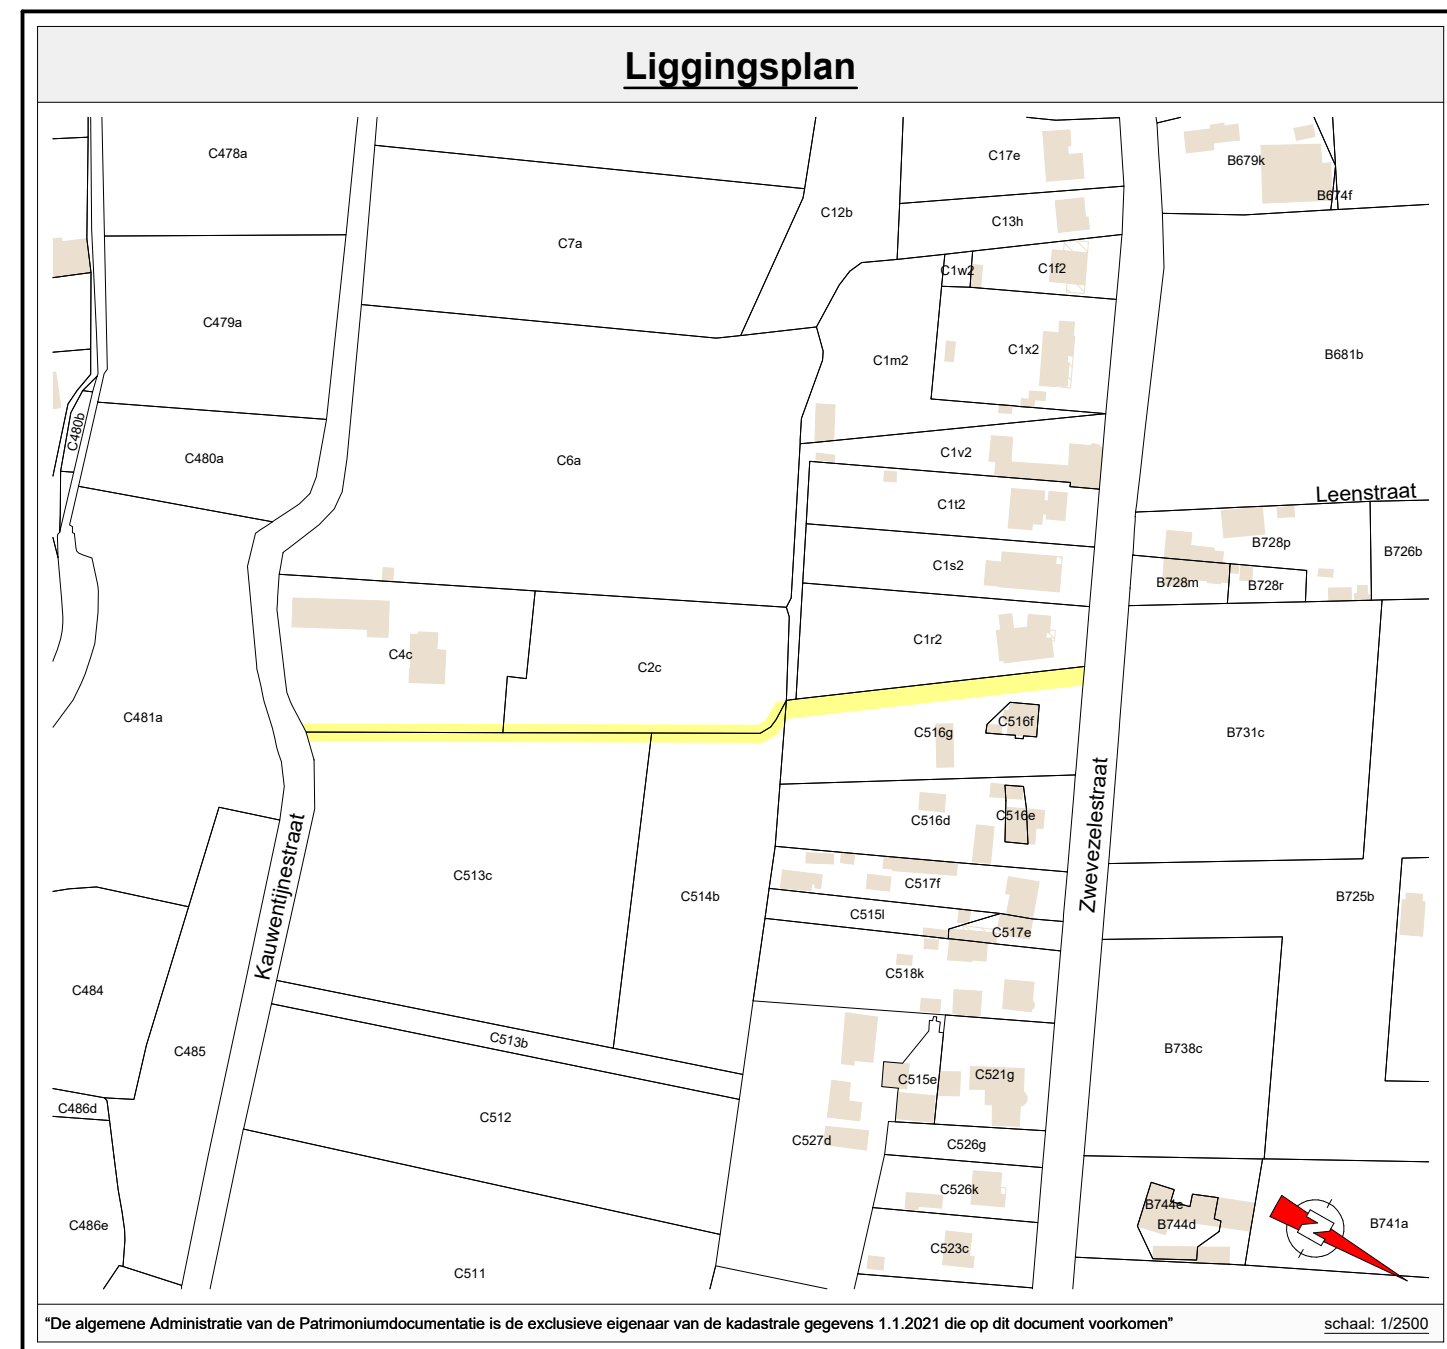 Liggingsplan
C478a
C17e
B679k
B674f
C12b
C13h
C7a
C1w2
C1f2
C479a
C1x2
C1m2
B681b
C480b
C480a
C6a
C1v2
Leenstraat
C1t2
B728p
B726b
C1s2
B728m
B728r
C4c
C2c
C1r2
C481a
C516g
C516f
B731c
Kauwentijnestraat
Zwevezelestraat
C516d
C516e
C513c
C514b
C517f
B725b
C515l
C517e
C518k
C484
C485
C513b
B738c
C515e
C521g
C486d
C512
C527d
C526g
C526k
B744e
B744d
B741a
C486e
C523c
C511
“De algemene Administratie van de Patrimoniumdocumentatie is de exclusieve eigenaar van de kadastrale gegevens 1.1.2021 die op dit document voorkomen”
schaal: 1/2500